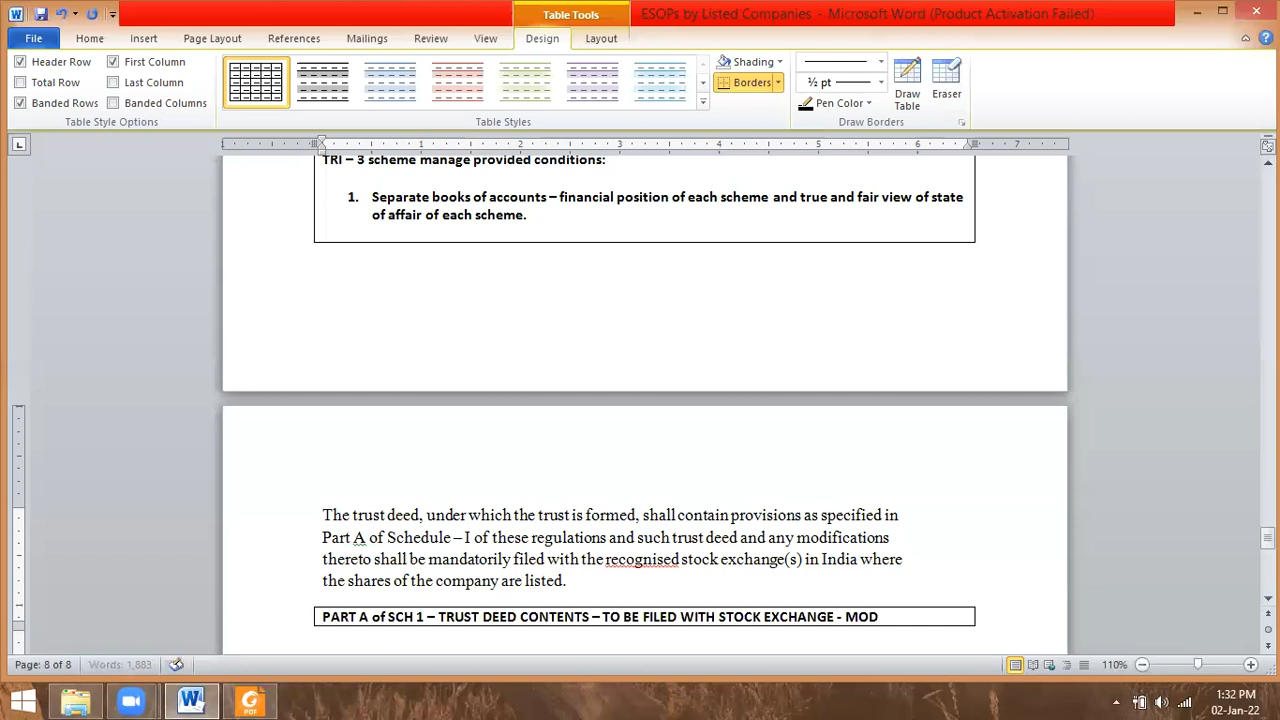 Table Tools
ESOPs by Listed Companies - Microsoft Word (Product Activation Failed)
File
Home
Insert
Page Layout
References
Mailings
Review
View
Design
Layout
Header Row
First Column
Total Row
Last Column
Banded Rows
Banded Columns
Table Style Options
Table Styles
Shading
Borders
½ pt
Pen Color
Draw
Table
Eraser
Draw Borders
1 2 3 4 5 6 7
TRI – 3 scheme manage provided conditions:
1. Separate books of accounts – financial position of each scheme and true and fair view of state
of affair of each scheme.
The trust deed, under which the trust is formed, shall contain provisions as specified in
Part A of Schedule – I of these regulations and such trust deed and any modifications
thereto shall be mandatorily filed with the recognised stock exchange(s) in India where
the shares of the company are listed.
PART A of SCH 1 – TRUST DEED CONTENTS – TO BE FILED WITH STOCK EXCHANGE - MOD
Page: 8 of 8
Words: 1,883
110%
PDF
1:32 PM
02-Jan-22